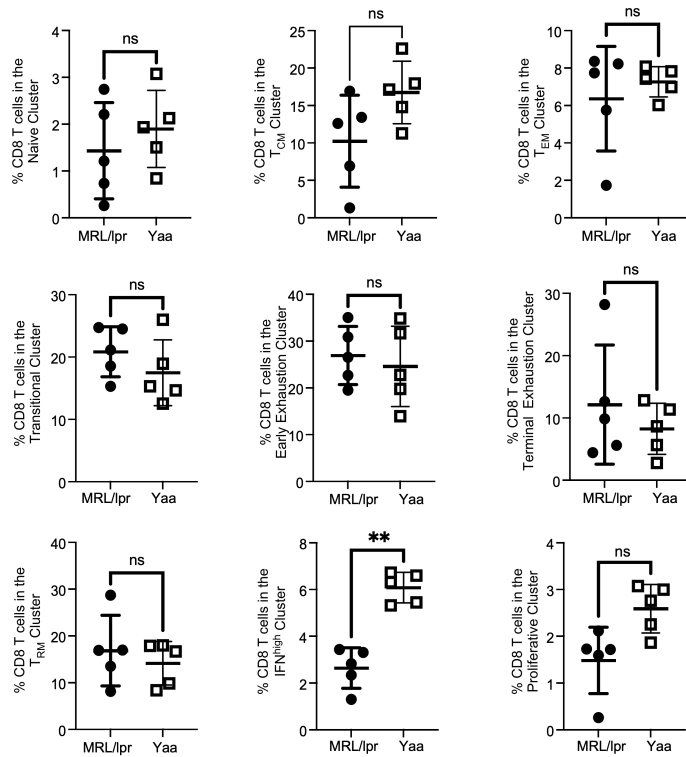 ns
% CD8 T cells in the
Naive Cluster
4
3
2
1
0
MRL/lpr Yaa
ns
% CD8 T cells in the
TCM Cluster
25
20
15
10
5
0
MRL/lpr Yaa
ns
% CD8 T cells in the
TEM Cluster
10
8
6
4
2
0
MRL/lpr Yaa
ns
% CD8 T cells in the
Transitional Cluster
30
20
10
0
MRL/lpr Yaa
ns
% CD8 T cells in the
Early Exhaustion Cluster
40
30
20
10
0
MRL/lpr Yaa
ns
% CD8 T cells in the
Terminal Exhaustion Cluster
30
20
10
0
MRL/lpr Yaa
ns
% CD8 T cells in the
TRM Cluster
40
30
20
10
0
MRL/lpr Yaa
**
% CD8 T cells in the
IFNhigh Cluster
8
6
4
2
0
MRL/lpr Yaa
ns
% CD8 T cells in the
Proliferative Cluster
4
3
2
1
0
MRL/lpr Yaa